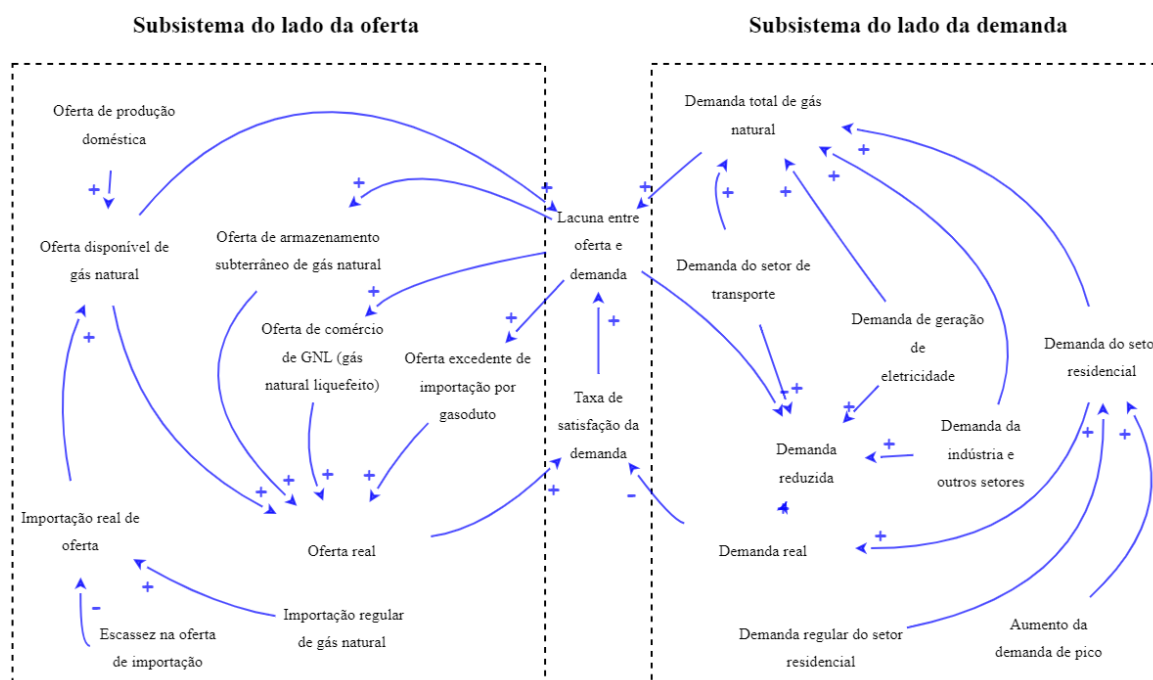 Subsistema do lado da oferta
Subsistema do lado da demanda
Oferta de produção
doméstica
+
Oferta disponível de
gás natural
Oferta de armazenamento
subterrâneo de gás natural
+
Oferta de comércio
de GNL (gás
natural liquefeito)
+
Oferta excedente de
importação por
gasoduto
+
+
Importação real de
oferta
+
+
+
+
Oferta real
+
-
Escassez na oferta
de importação
Importação regular
de gás natural
+
Lacuna entre
oferta e
demanda
+
+
+
Taxa de
satisfação da
demanda
+
-
Demanda total de gás
natural
+
+
+
+
Demanda do setor de
transporte
Demanda de geração
de
eletricidade
Demanda do seto
residencial
+
+
+
+
Demanda
reduzida
Demanda da
indústria e
outros setores
+
+
+
Demanda real
+
Demanda regular do setor
residencial
Aumento da
demanda de pico